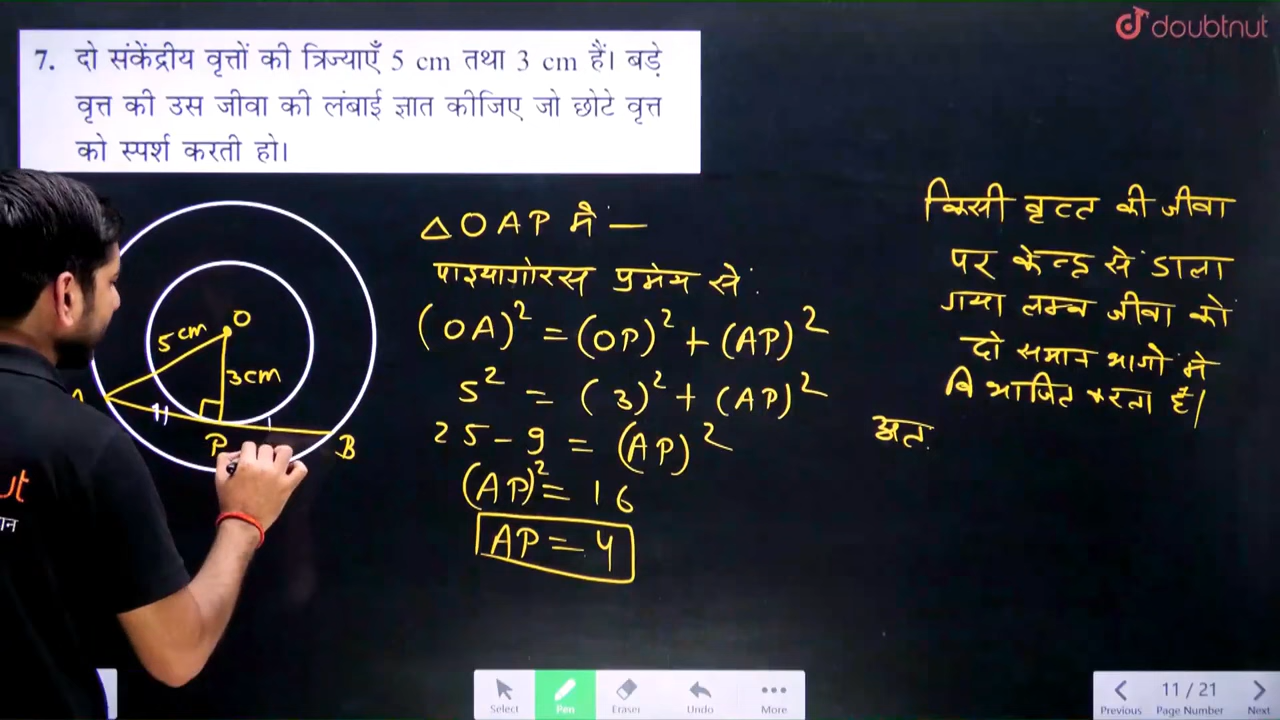 doubtnut
7. दो संकेंद्रीय वृत्तों की त्रिज्याएँ 5 cm तथा 3 cm हैं। बड़े
वृत्त की उस जीवा की लंबाई ज्ञात कीजिए जो छोटे वृत्त
को स्पर्श करती हो।
O
5cm
3cm
P
B
△OAP में —
पाइथागोरस प्रमेय से:
(OA)² = (OP)² + (AP)²
5² = (3)² + (AP)²
25 - 9 = (AP)²
(AP)² = 16
AP = 4
किसी वृत्त की जीवा
पर केन्द्र से डाला
गया लम्ब जीवा को
दो समान भागों में
विभाजित करता है।
अत:
ut
Select
Pen
Eraser
Undo
More
Previous
11 / 21
Page Number
Next